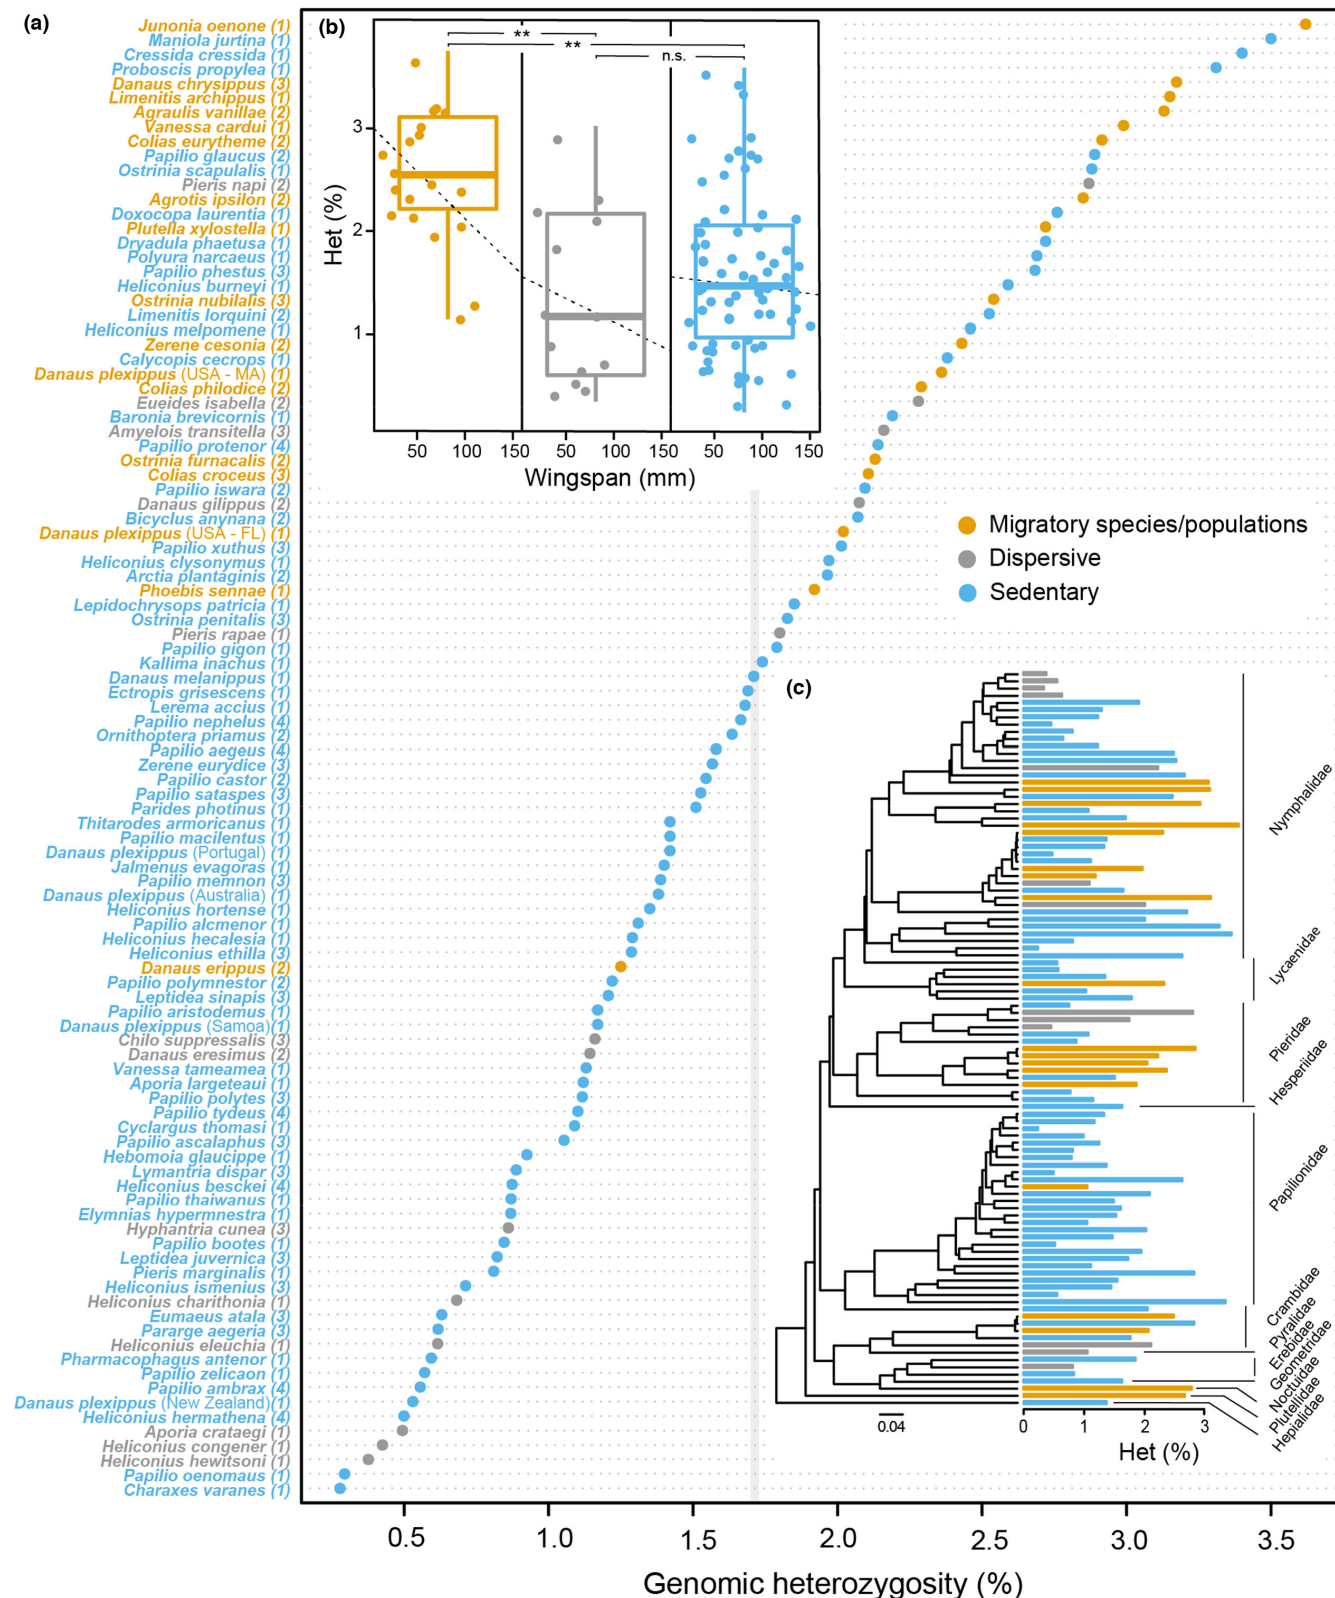 (a)
Junonia oenone (1)
Maniola jurtina (1)
Cressida cressida (1)
Proboscis propylea (1)
Danaus chrysippus (3)
Limenitis archippus (1)
Agraulis vanillae (2)
Vanessa cardui (1)
Colias eurytheme (2)
Papilio glaucus (2)
Ostrinia scapulalis (1)
Pieris napi (2)
Agrotis ipsilon (2)
Doxocopa laurentia (1)
Plutella xylostella (1)
Dryadula phaetusa (1)
Polyura narcaeus (1)
Papilio phestus (3)
Heliconius burneyi (1)
Ostrinia nubilalis (3)
Limenitis lorquini (2)
Heliconius melpomene (1)
Zerene cesonia (2)
Calycopis cecrops (1)
Danaus plexippus (USA - MA) (1)
Colias philodice (2)
Eueides isabella (2)
Baronia brevicornis (1)
Amyelois transitella (3)
Papilio protenor (4)
Ostrinia furnacalis (2)
Colias croceus (3)
Papilio iswara (2)
Danaus gilippus (2)
Bicyclus anynana (2)
Danaus plexippus (USA - FL) (1)
Papilio xuthus (3)
Heliconius clysonymus (1)
Arctia plantaginis (2)
Phoebis sennae (1)
Lepidochrysops patricia (1)
Ostrinia penitalis (3)
Pieris rapae (1)
Papilio gigon (1)
Kallima inachus (1)
Danaus melanippus (1)
Ectropis grisescens (1)
Lerema accius (1)
Papilio nephelus (4)
Ornithoptera priamus (2)
Papilio aegeus (4)
Zerene eurydice (3)
Papilio castor (2)
Papilio sataspes (3)
Parides photinus (1)
Thitarodes armoricanus (1)
Papilio macilentus (1)
Danaus plexippus (Portugal) (1)
Jalmenus evagoras (1)
Papilio memnon (3)
Danaus plexippus (Australia) (1)
Heliconius hortense (1)
Papilio alcmenor (1)
Heliconius hecalesia (1)
Heliconius ethilla (3)
Danaus erippus (2)
Papilio polymnestor (2)
Leptidea sinapis (3)
Papilio aristodemus (1)
Danaus plexippus (Samoa)(1)
Chilo suppressalis (3)
Danaus eresimus (2)
Vanessa tameamea (1)
Aporia largeteaui (1)
Papilio polytes (3)
Papilio tydeus (4)
Cyclargus thomasi (1)
Papilio ascalaphus (3)
Hebomoia glaucippe (1)
Lymantria dispar (3)
Heliconius besckei (4)
Papilio thaiwanus (1)
Elymnias hypermnestra (1)
Hyphantria cunea (3)
Papilio bootes (1)
Leptidea juvernica (3)
Pieris marginalis (1)
Heliconius ismenius (3)
Heliconius charithonia (1)
Eumaeus atala (3)
Pararge aegeria (3)
Heliconius eleuchia (1)
Pharmacophagus antenor (1)
Papilio zelicaon (1)
Papilio ambrax (4)
Danaus plexippus (New Zealand)(1)
Heliconius hermathena (4)
Aporia crataegi (1)
Heliconius congener (1)
Heliconius hewitsoni (1)
Papilio oenomaus (1)
Charaxes varanes (1)
0.5 1.0 1.5 2.0 2.5 3.0 3.5
Genomic heterozygosity (%)
(b)
**
**
n.s.
3
2
1
Het (%)
50 100 150 50 100 150 50 100 150
Wingspan (mm)
Migratory species/populations
Dispersive
Sedentary
(c)
Nymphalidae
Lycaenidae
Pieridae
Hesperiidae
Papilionidae
Crambidae
Pyralidae
Erebidae
Geometridae
Noctuidae
Plutellidae
Hepialidae
0.04
0 1 2 3
Het (%)